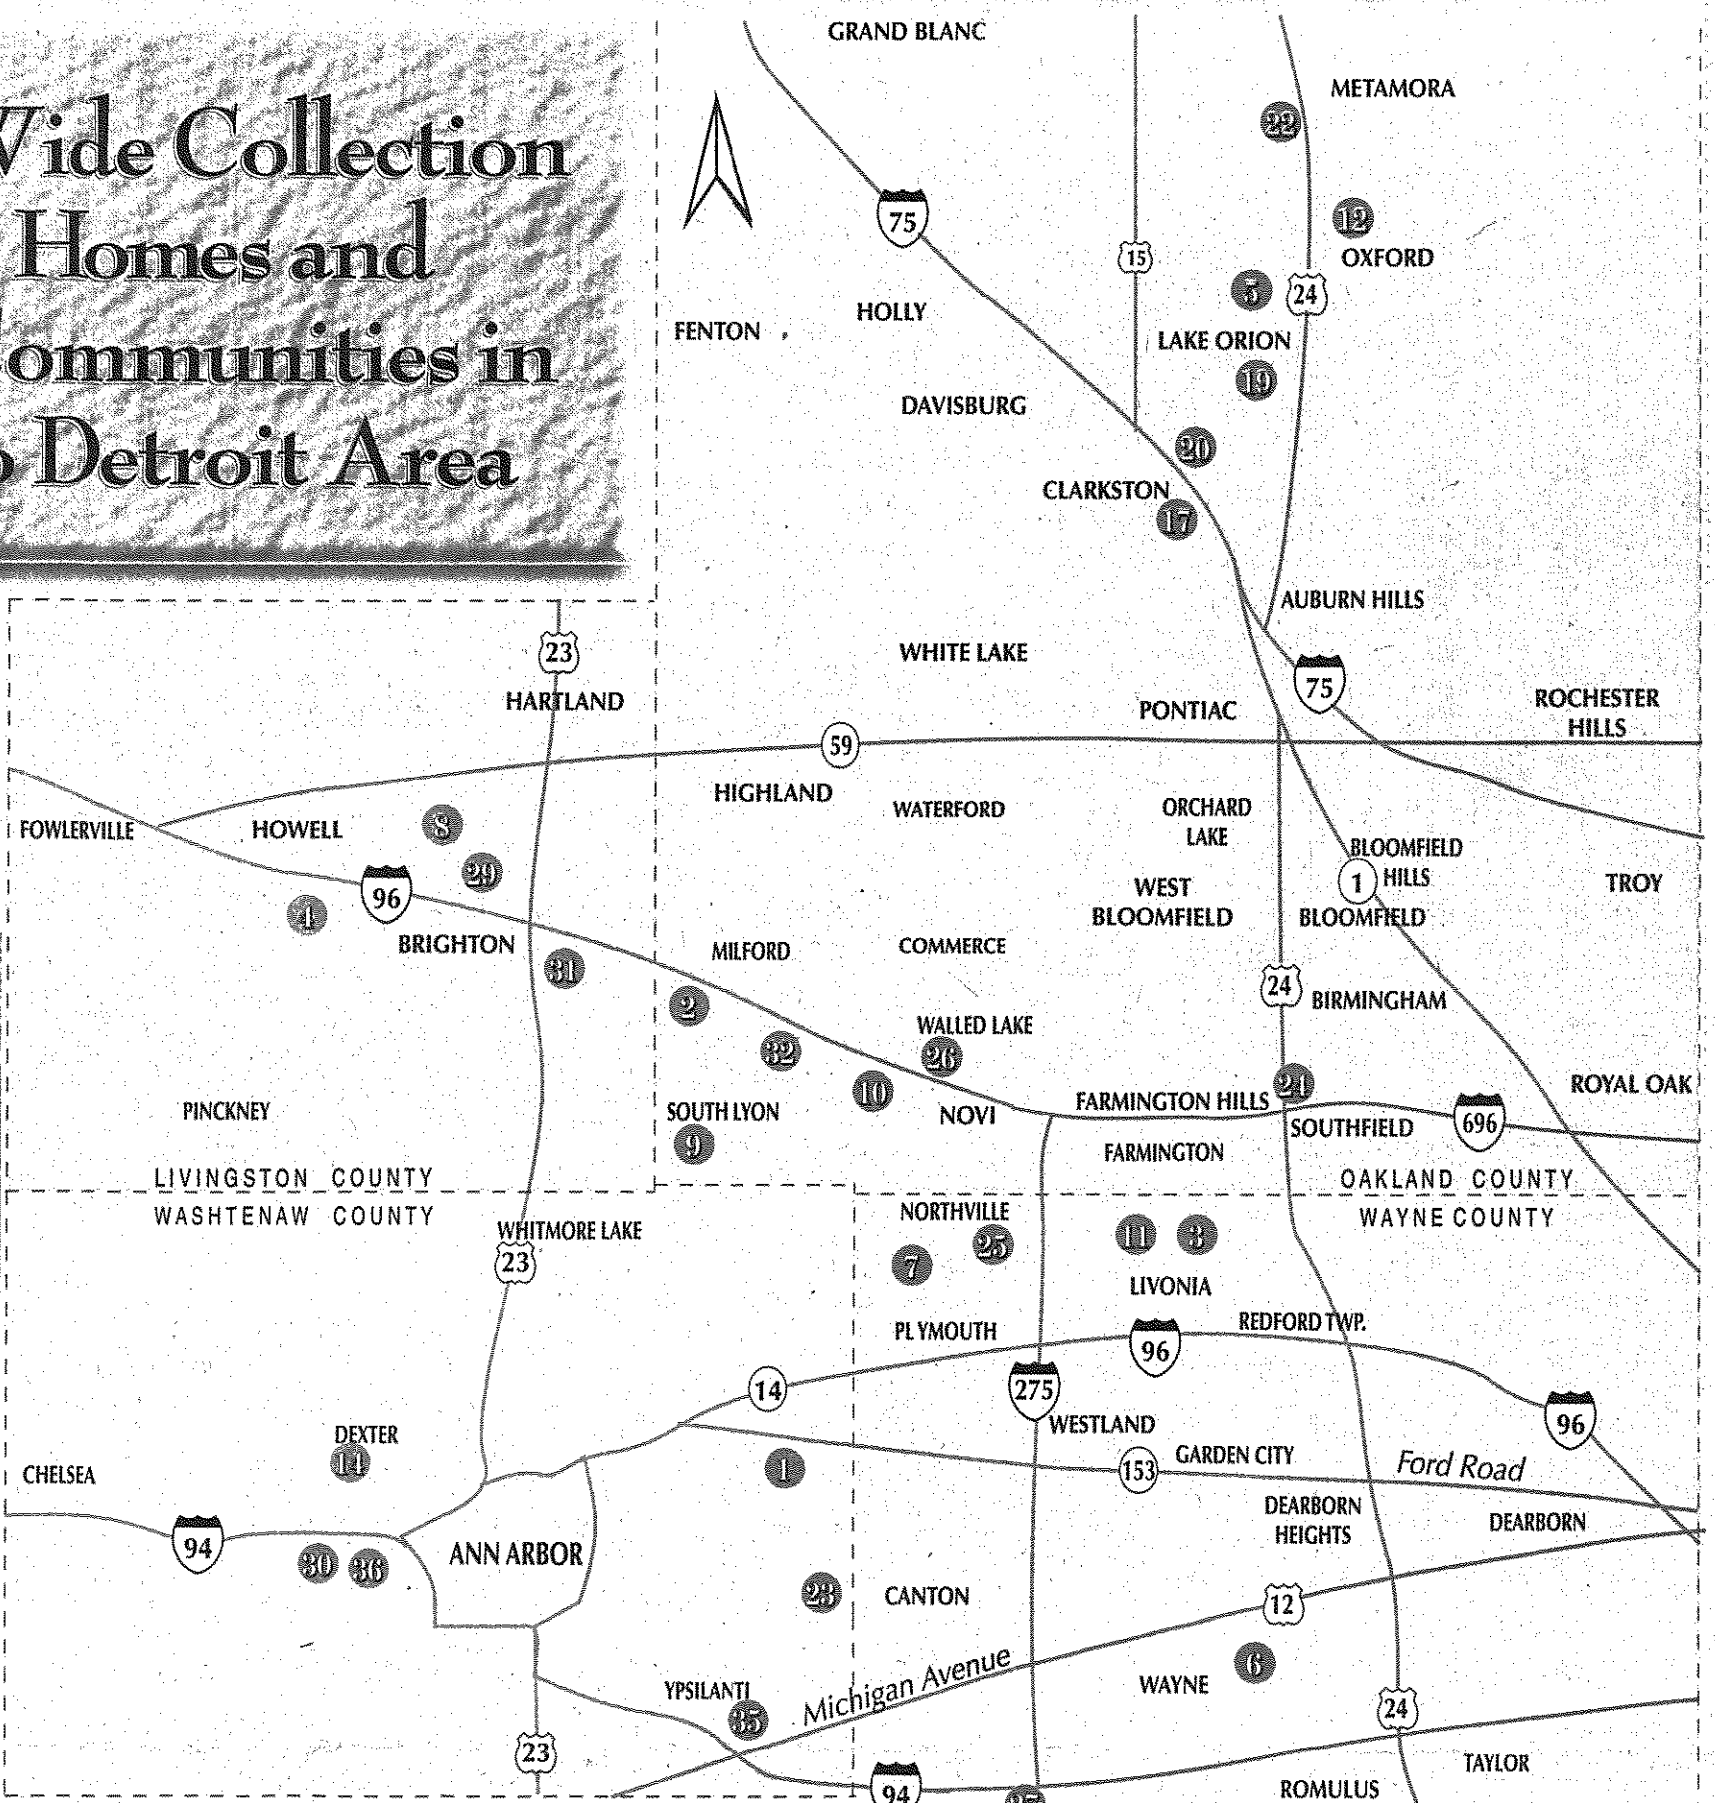 Wide Collection
Homes and
ommunities in
o Detroit Area
GRAND BLANC
METAMORA
22
75
12
OXFORD
15
5
24
HOLLY
FENTON
LAKE ORION
19
DAVISBURG
20
CLARKSTON
17
AUBURN HILLS
23
WHITE LAKE
75
HARTLAND
PONTIAC
ROCHESTER
HILLS
59
HIGHLAND
WATERFORD
ORCHARD
LAKE
FOWLERVILLE
HOWELL
8
BLOOMFIELD
HILLS
1
29
96
4
WEST
BLOOMFIELD
BLOOMFIELD
TROY
BRIGHTON
MILFORD
COMMERCE
31
24
BIRMINGHAM
2
WALLED LAKE
32
26
10
24
ROYAL OAK
PINCKNEY
SOUTH LYON
NOVI
FARMINGTON HILLS
SOUTHFIELD
696
9
FARMINGTON
LIVINGSTON COUNTY
OAKLAND COUNTY
WASHTENAW COUNTY
WAYNE COUNTY
WHITMORE LAKE
23
NORTHVILLE
25
7
11
3
LIVONIA
PLYMOUTH
REDFORD TWP.
96
14
275
WESTLAND
96
DEXTER
14
CHELSEA
1
153
GARDEN CITY
Ford Road
DEARBORN
HEIGHTS
DEARBORN
94
30
36
ANN ARBOR
23
CANTON
12
Michigan Avenue
6
WAYNE
YPSILANTI
35
24
23
TAYLOR
94
ROMULUS